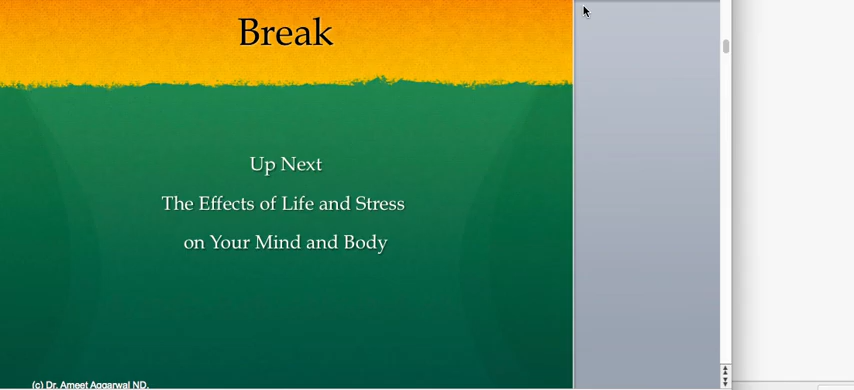 Break
Up Next
The Effects of Life and Stress
on Your Mind and Body
(c) Dr. Ameet Aggarwal ND.